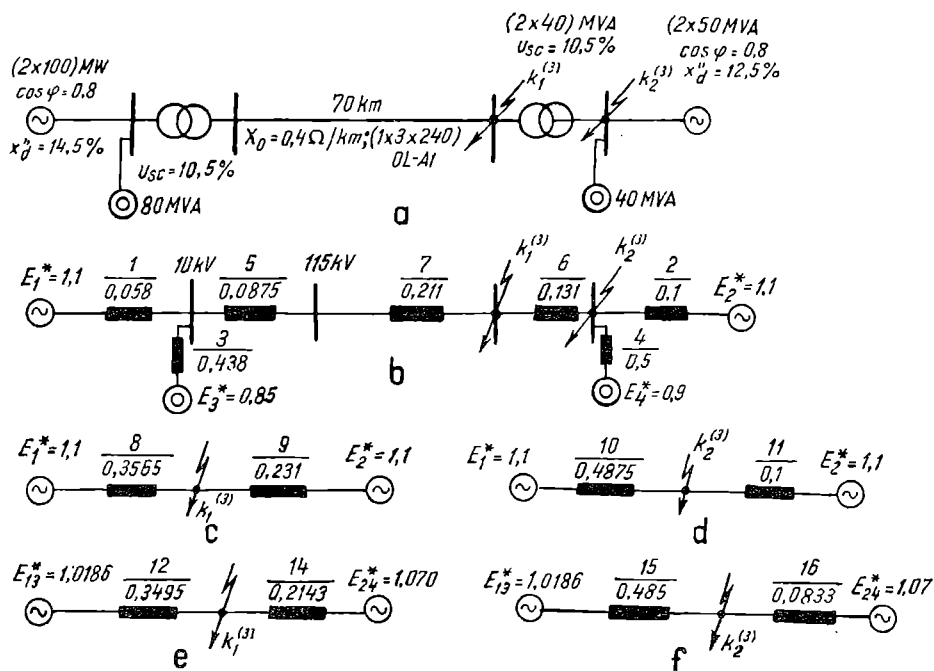 (2x100) MW
cos φ = 0,8
x″d = 14,5%
usc = 10,5%
80 MVA
70 km
X0 = 0,4 Ω/km; (1x3x240)
OL-Al
(2x40) MVA
usc = 10,5%
k1(3)
(2x50 MVA
cos φ = 0,8
x″d = 12,5%
k2(3)
40 MVA
a
E1* = 1,1
1
0,058
10 kV
5
0,0875
115 kV
7
0,211
k1(3)
6
0,131
k2(3)
2
0,1
E2* = 1,1
3
0,438
E3* = 0,85
4
0,5
E4* = 0,9
b
E1* = 1,1
8
0,3565
k1(3)
9
0,231
E2* = 1,1
c
E1* = 1,1
10
0,4875
k2(3)
11
0,1
E2* = 1,1
d
E13* = 1,0186
12
0,3495
k1(3)
14
0,2143
E24* = 1,070
e
E13* = 1,0186
15
0,485
k2(3)
16
0,0833
E24* = 1,07
f